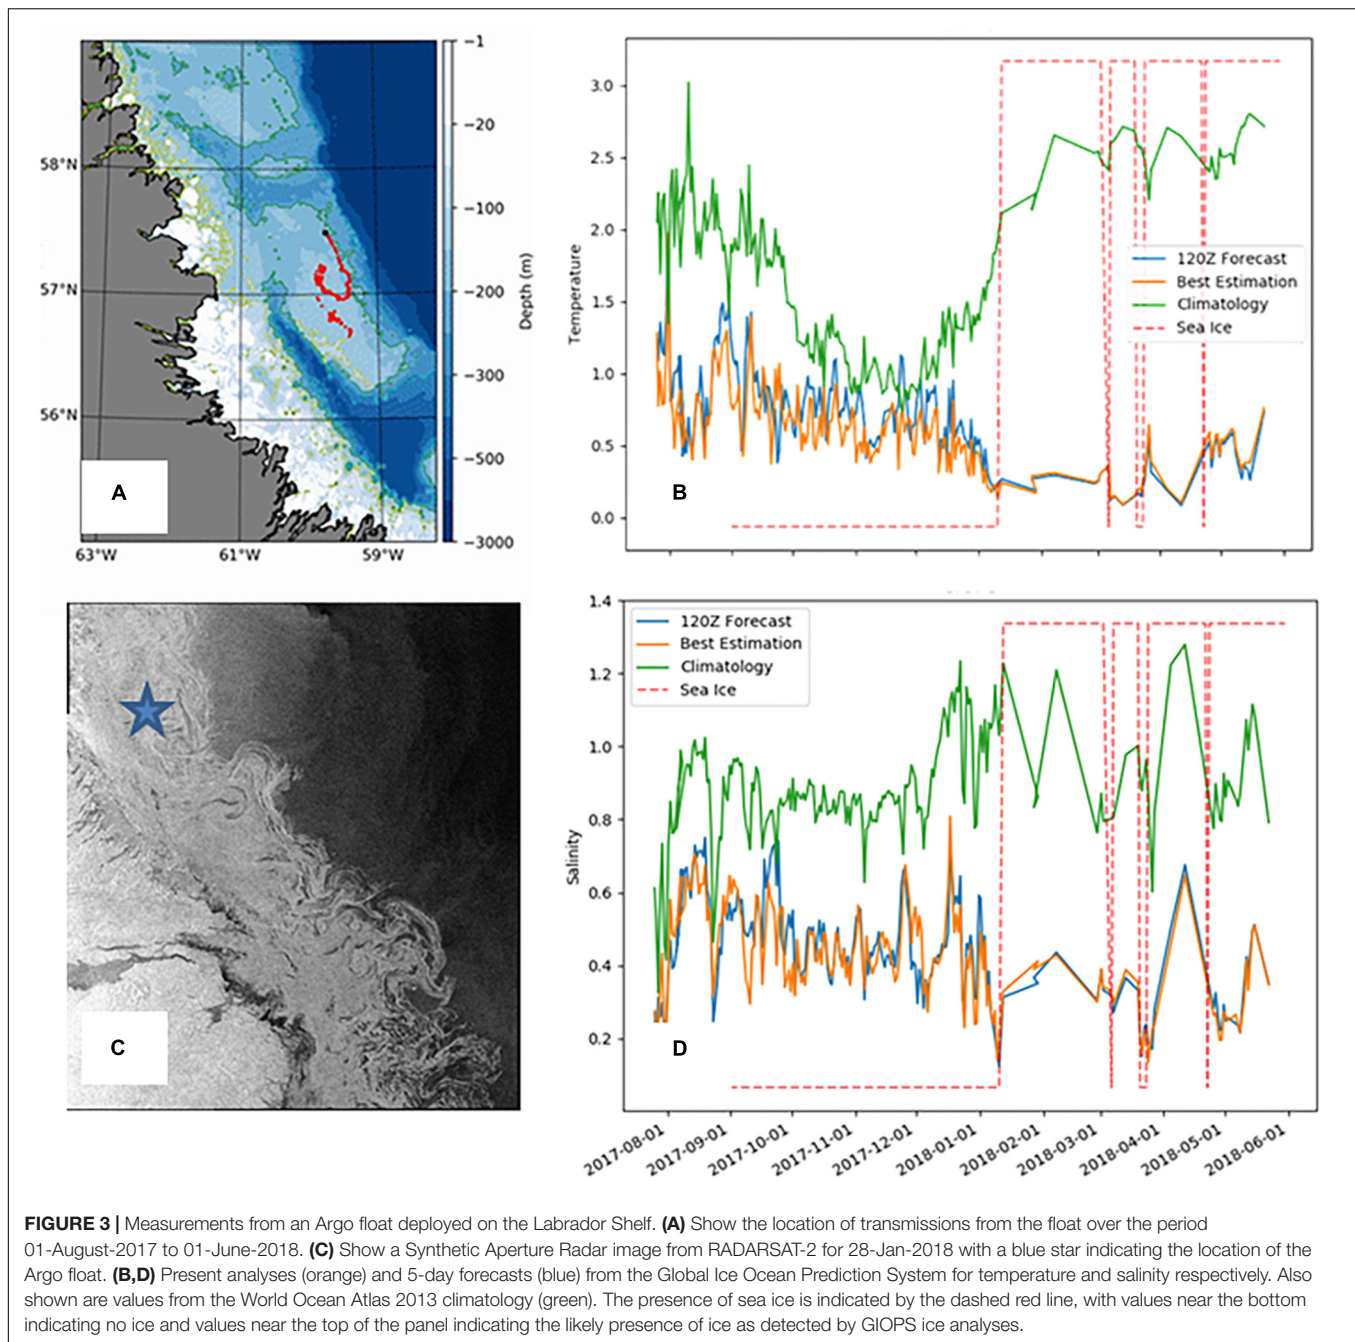 −1
−20
−100
−200
−300
−500
−3000
Depth (m)
58°N
57°N
56°N
63°W
61°W
59°W
A
3.0
2.5
2.0
1.5
1.0
0.5
0.0
Temperature
120Z Forecast
Best Estimation
Climatology
Sea Ice
B
C
1.4
1.2
1.0
0.8
0.6
0.4
0.2
Salinity
120Z Forecast
Best Estimation
Climatology
Sea Ice
D
2017-08-01
2017-09-01
2017-10-01
2017-11-01
2017-12-01
2018-01-01
2018-02-01
2018-03-01
2018-04-01
2018-05-01
2018-06-01
FIGURE 3 | Measurements from an Argo float deployed on the Labrador Shelf. (A) Show the location of transmissions from the float over the period
01-August-2017 to 01-June-2018. (C) Show a Synthetic Aperture Radar image from RADARSAT-2 for 28-Jan-2018 with a blue star indicating the location of the
Argo float. (B,D) Present analyses (orange) and 5-day forecasts (blue) from the Global Ice Ocean Prediction System for temperature and salinity respectively. Also
shown are values from the World Ocean Atlas 2013 climatology (green). The presence of sea ice is indicated by the dashed red line, with values near the bottom
indicating no ice and values near the top of the panel indicating the likely presence of ice as detected by GIOPS ice analyses.